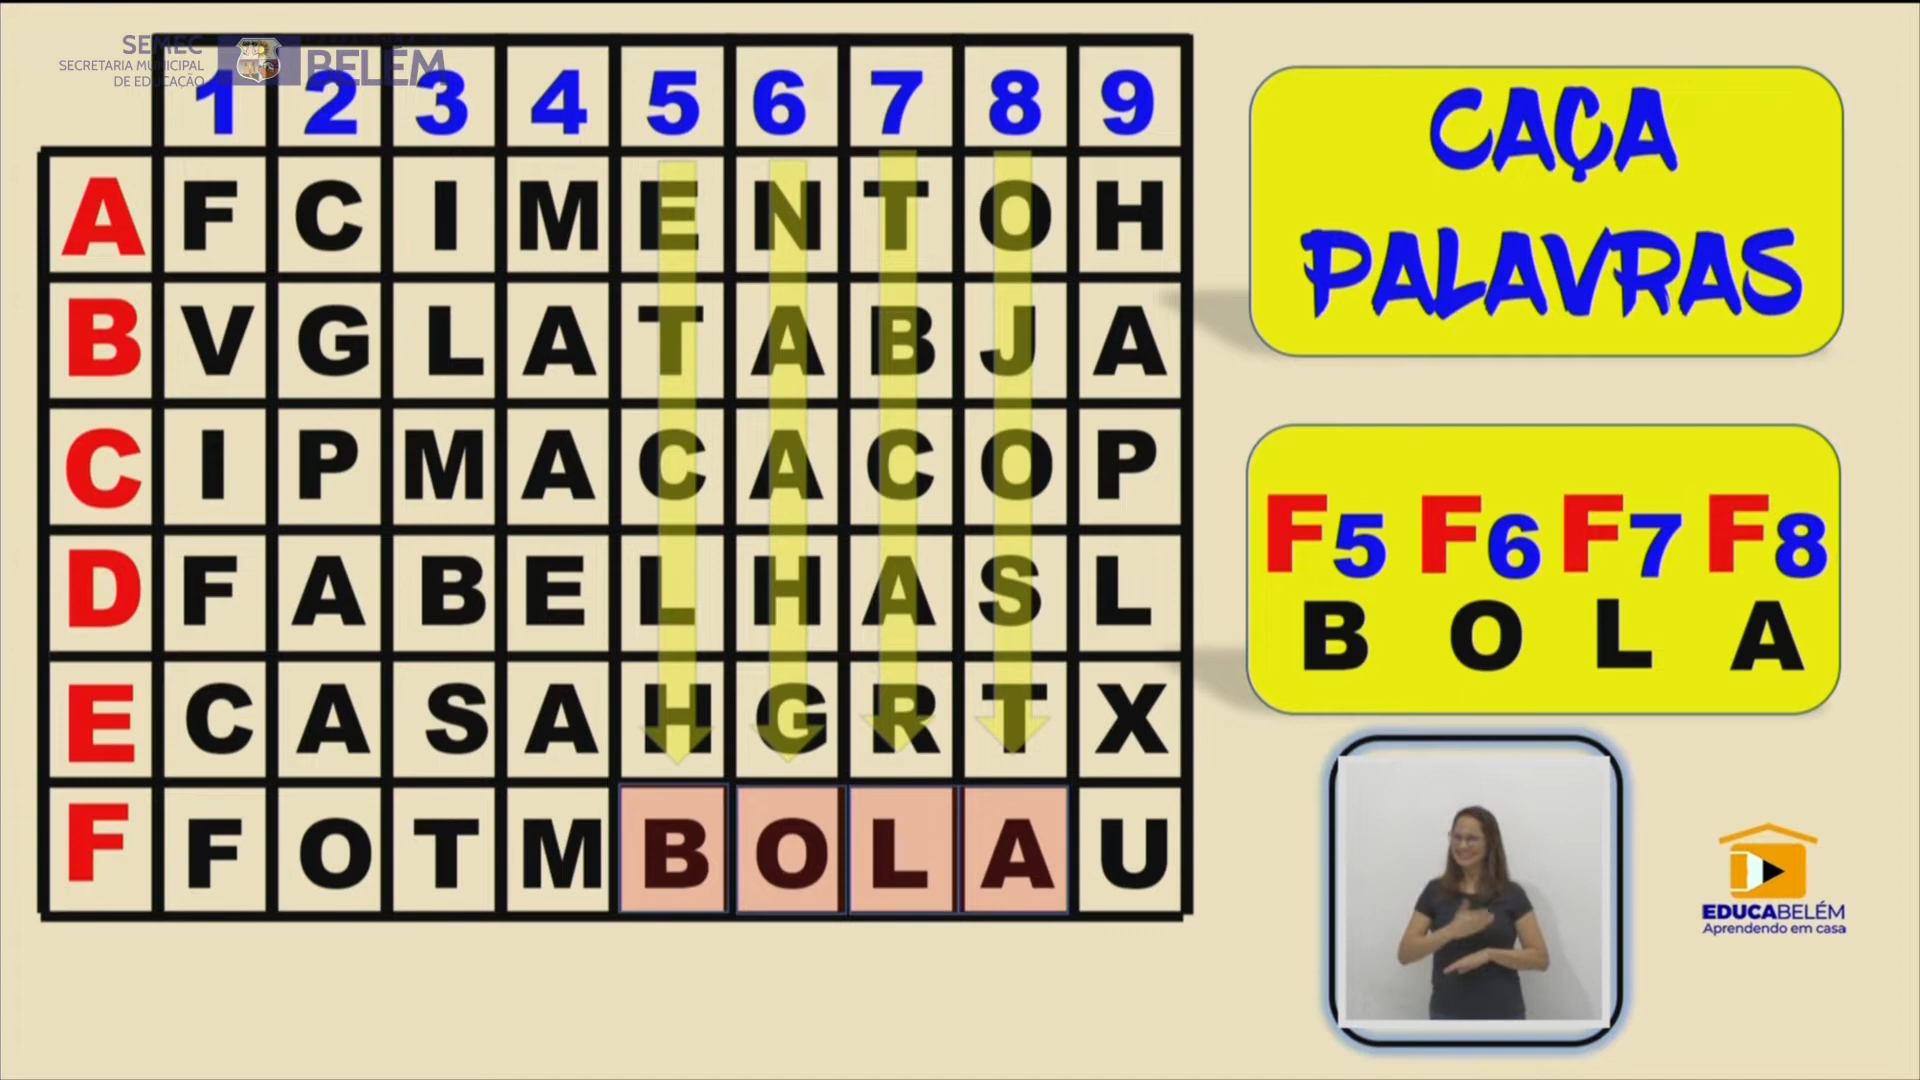 SEMEC
SECRETARIA MUNICIPAL
DE EDUCAÇÃO
BELÉM
1 2 3 4 5 6 7 8 9
A F C I M E N T O H
B V G L A T A B J A
C I P M A C A C O P
D F A B E L H A S L
E C A S A H G R T X
F F O T M B O L A U
CAÇA
PALAVRAS
F5 F6 F7 F8
B O L A
EDUCABELÉM
Aprendendo em casa